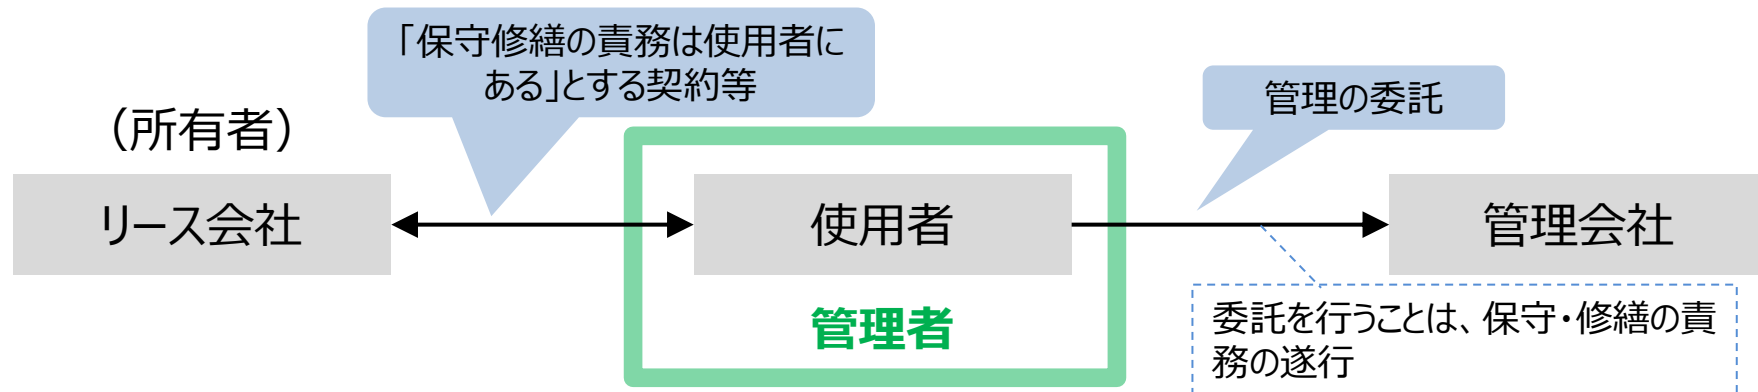 「保守修繕の責務は使用者に
ある」とする契約等
管理の委託
（所有者）
リース会社
使用者
管理会社
管理者
委託を行うことは、保守・修繕の責
務の遂行